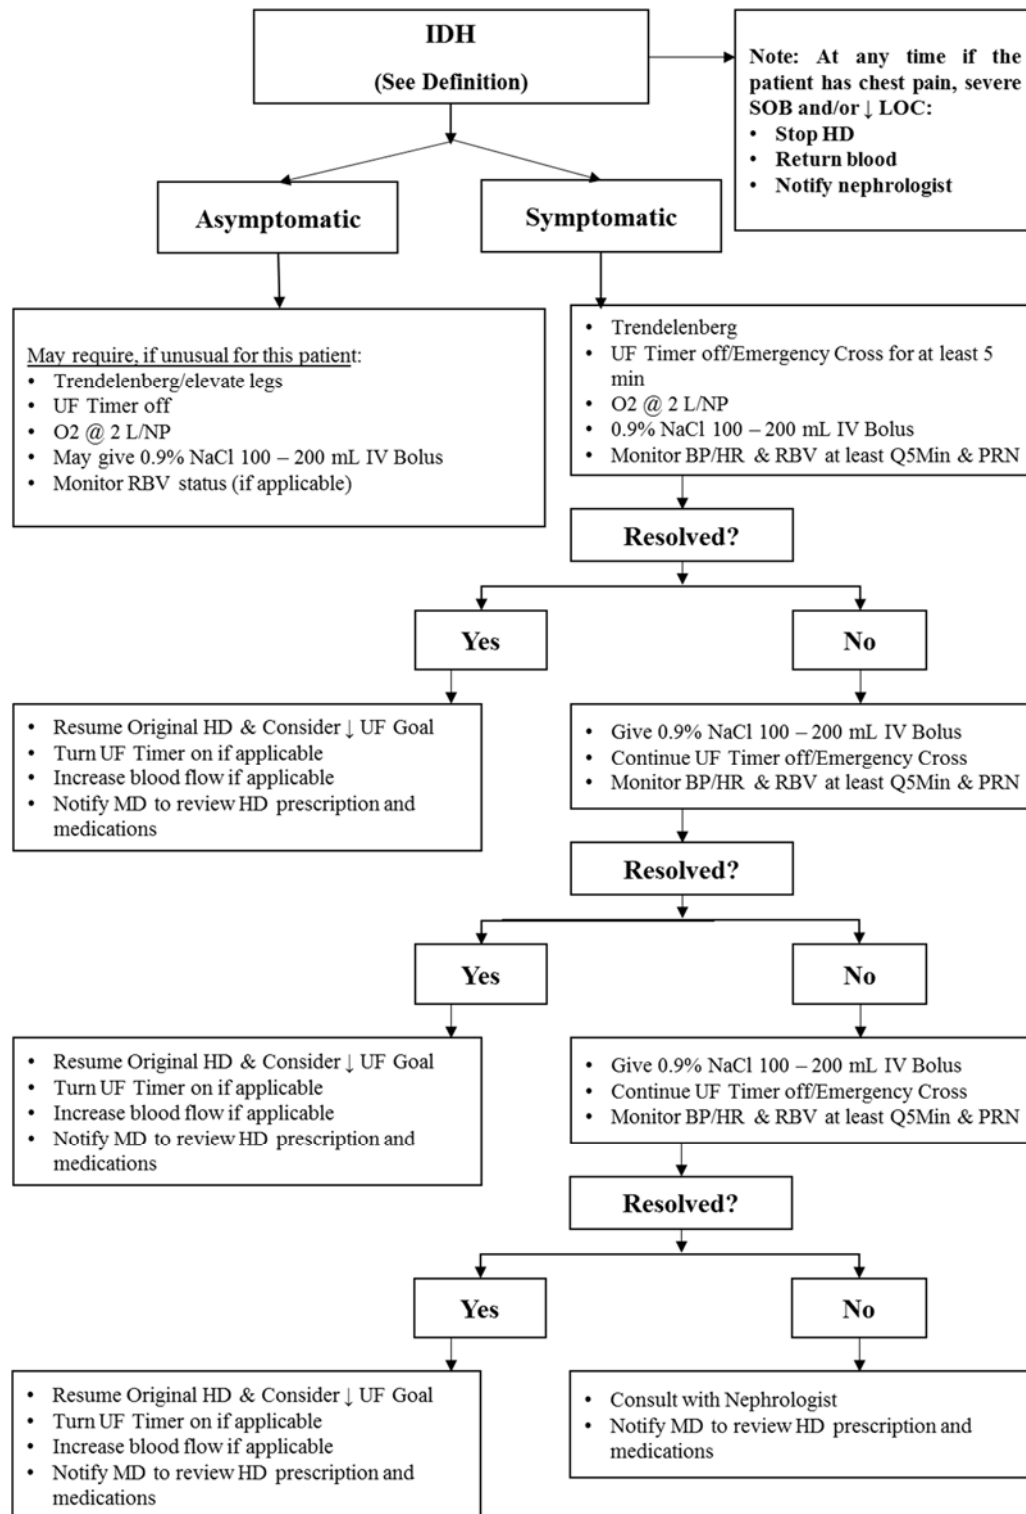 IDH
(See Definition)
Note: At any time if the
patient has chest pain, severe
SOB and/or ↓ LOC:
• Stop HD
• Return blood
• Notify nephrologist
Asymptomatic
Symptomatic
May require, if unusual for this patient:
• Trendelenberg/elevate legs
• UF Timer off
• O2 @ 2 L/NP
• May give 0.9% NaCl 100 – 200 mL IV Bolus
• Monitor RBV status (if applicable)
• Trendelenberg
• UF Timer off/Emergency Cross for at least 5
min
• O2 @ 2 L/NP
• 0.9% NaCl 100 – 200 mL IV Bolus
• Monitor BP/HR & RBV at least Q5Min & PRN
Resolved?
Yes
No
• Resume Original HD & Consider ↓ UF Goal
• Turn UF Timer on if applicable
• Increase blood flow if applicable
• Notify MD to review HD prescription and
medications
• Give 0.9% NaCl 100 – 200 mL IV Bolus
• Continue UF Timer off/Emergency Cross
• Monitor BP/HR & RBV at least Q5Min & PRN
Resolved?
Yes
No
• Resume Original HD & Consider ↓ UF Goal
• Turn UF Timer on if applicable
• Increase blood flow if applicable
• Notify MD to review HD prescription and
medications
• Give 0.9% NaCl 100 – 200 mL IV Bolus
• Continue UF Timer off/Emergency Cross
• Monitor BP/HR & RBV at least Q5Min & PRN
Resolved?
Yes
No
• Resume Original HD & Consider ↓ UF Goal
• Turn UF Timer on if applicable
• Increase blood flow if applicable
• Notify MD to review HD prescription and
medications
• Consult with Nephrologist
• Notify MD to review HD prescription and
medications